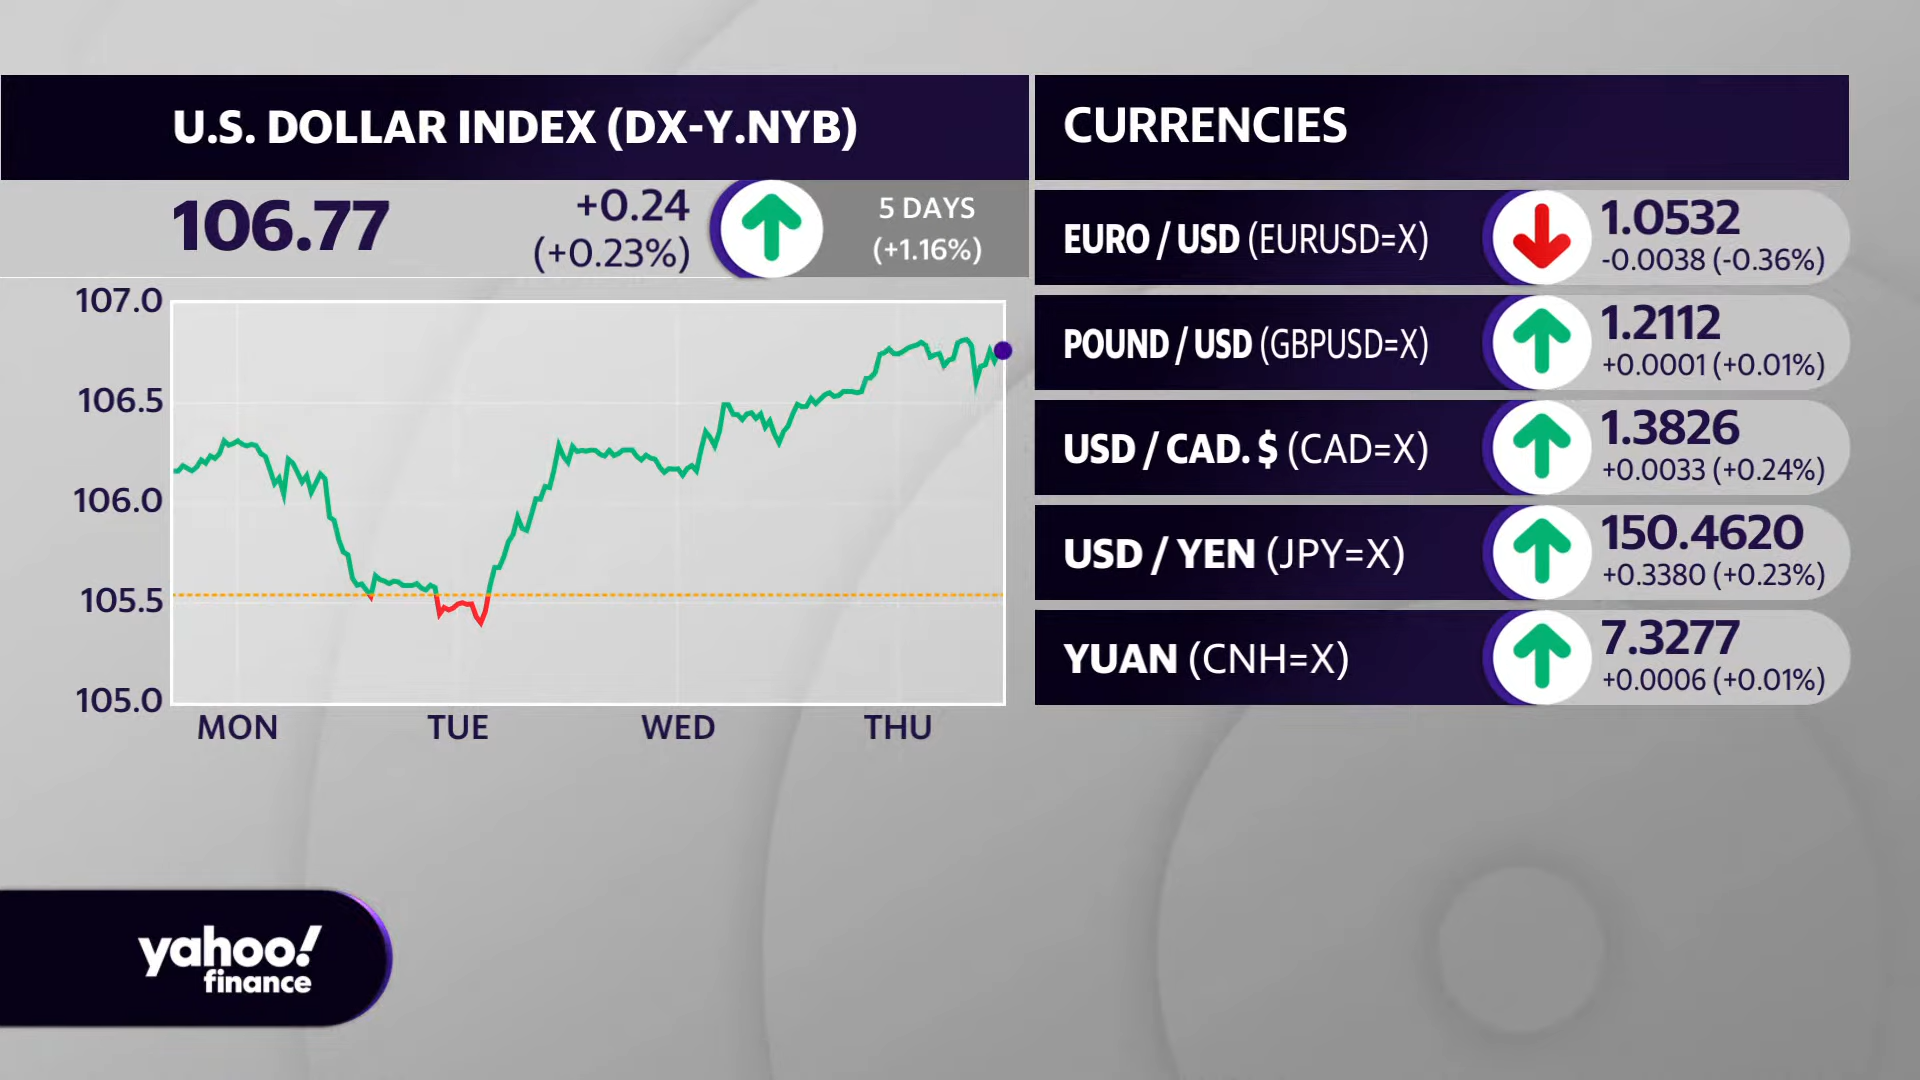 U.S. DOLLAR INDEX (DX-Y.NYB)
106.77
+0.24
(+0.23%)
5 DAYS
(+1.16%)
107.0
106.5
106.0
105.5
105.0
MON TUE WED THU
CURRENCIES
EURO / USD (EURUSD=X)
1.0532
-0.0038 (-0.36%)
POUND / USD (GBPUSD=X)
1.2112
+0.0001 (+0.01%)
USD / CAD. $ (CAD=X)
1.3826
+0.0033 (+0.24%)
USD / YEN (JPY=X)
150.4620
+0.3380 (+0.23%)
YUAN (CNH=X)
7.3277
+0.0006 (+0.01%)
yahoo!
finance